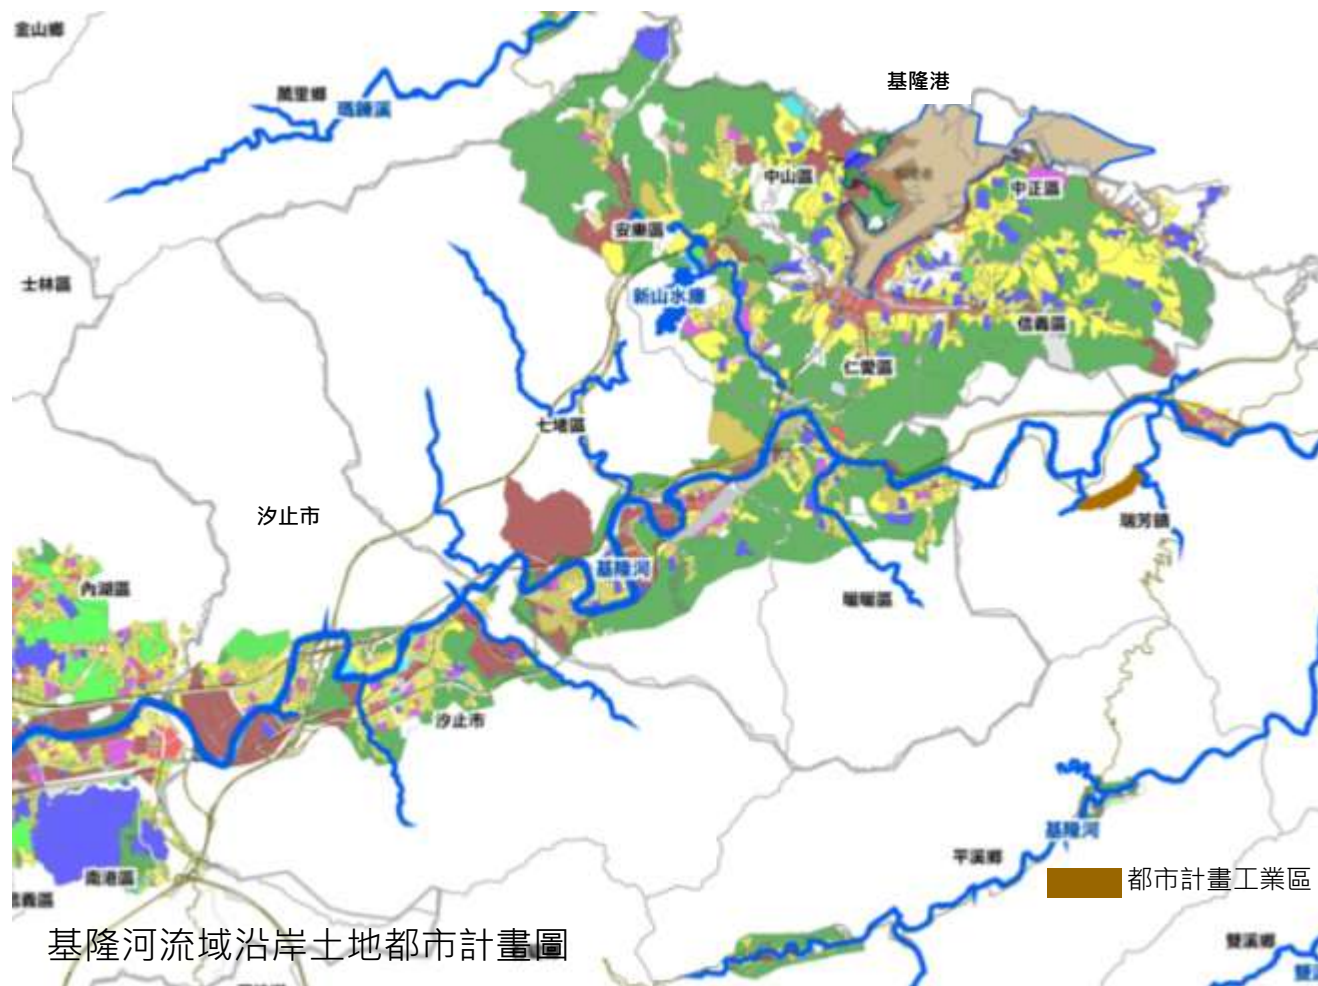 金山鄉
基隆港
萬里鄉
瑪鋉溪
中山區
中正區
安樂區
士林區
新山水庫
信義區
仁愛區
七堵區
汐止市
瑞芳鎮
基隆河
內湖區
暖暖區
汐止市
基隆河
平溪鄉
南港區
都市計畫工業區
信義區
基隆河流域沿岸土地都市計畫圖
雙溪鄉